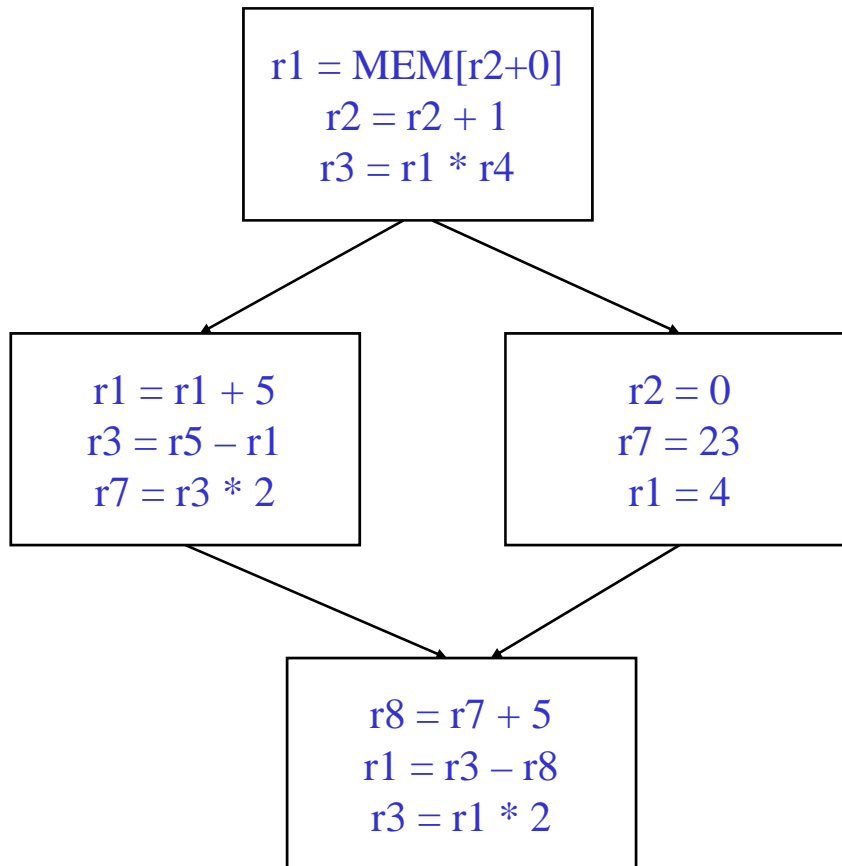 r1 = MEM[r2+0]
r2 = r2 + 1
r3 = r1 * r4
r1 = r1 + 5
r3 = r5 – r1
r7 = r3 * 2
r2 = 0
r7 = 23
r1 = 4
r8 = r7 + 5
r1 = r3 – r8
r3 = r1 * 2